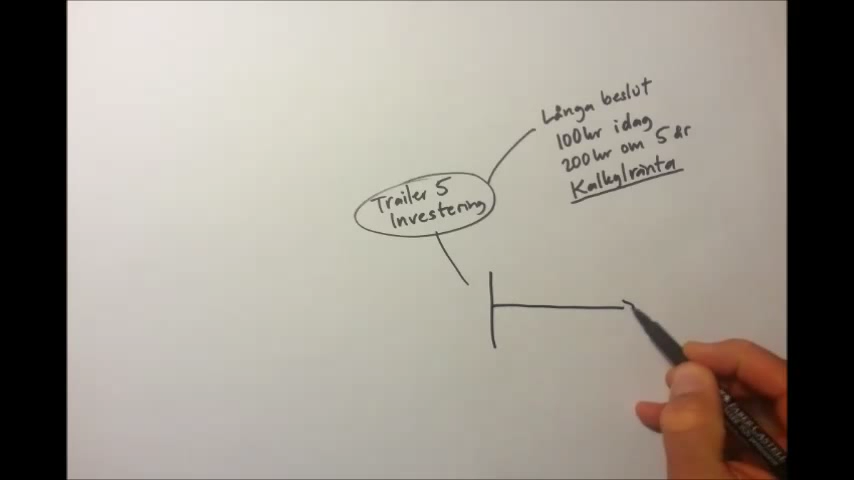 Trailer 5
Investering
Långa beslut
100kr idag
200kr om 5 år
Kalkylränta